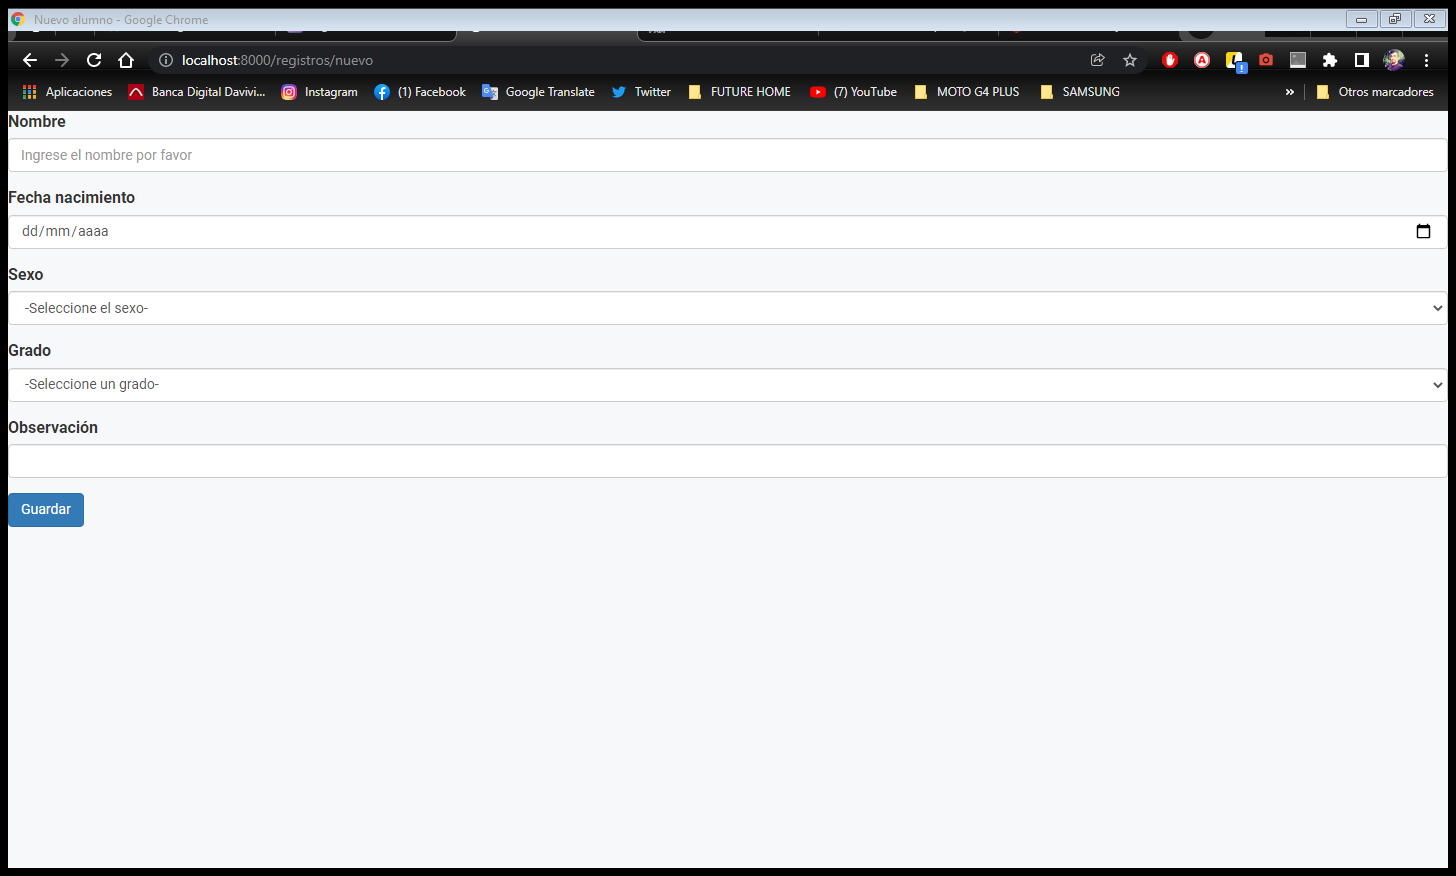 Nuevo alumno - Google Chrome
localhost:8000/registros/nuevo
Aplicaciones Banca Digital Davivi... Instagram (1) Facebook Google Translate Twitter FUTURE HOME (7) YouTube MOTO G4 PLUS SAMSUNG » Otros marcadores
Nombre
Ingrese el nombre por favor
Fecha nacimiento
dd/mm/aaaa
Sexo
-Seleccione el sexo-
Grado
-Seleccione un grado-
Observación
Guardar